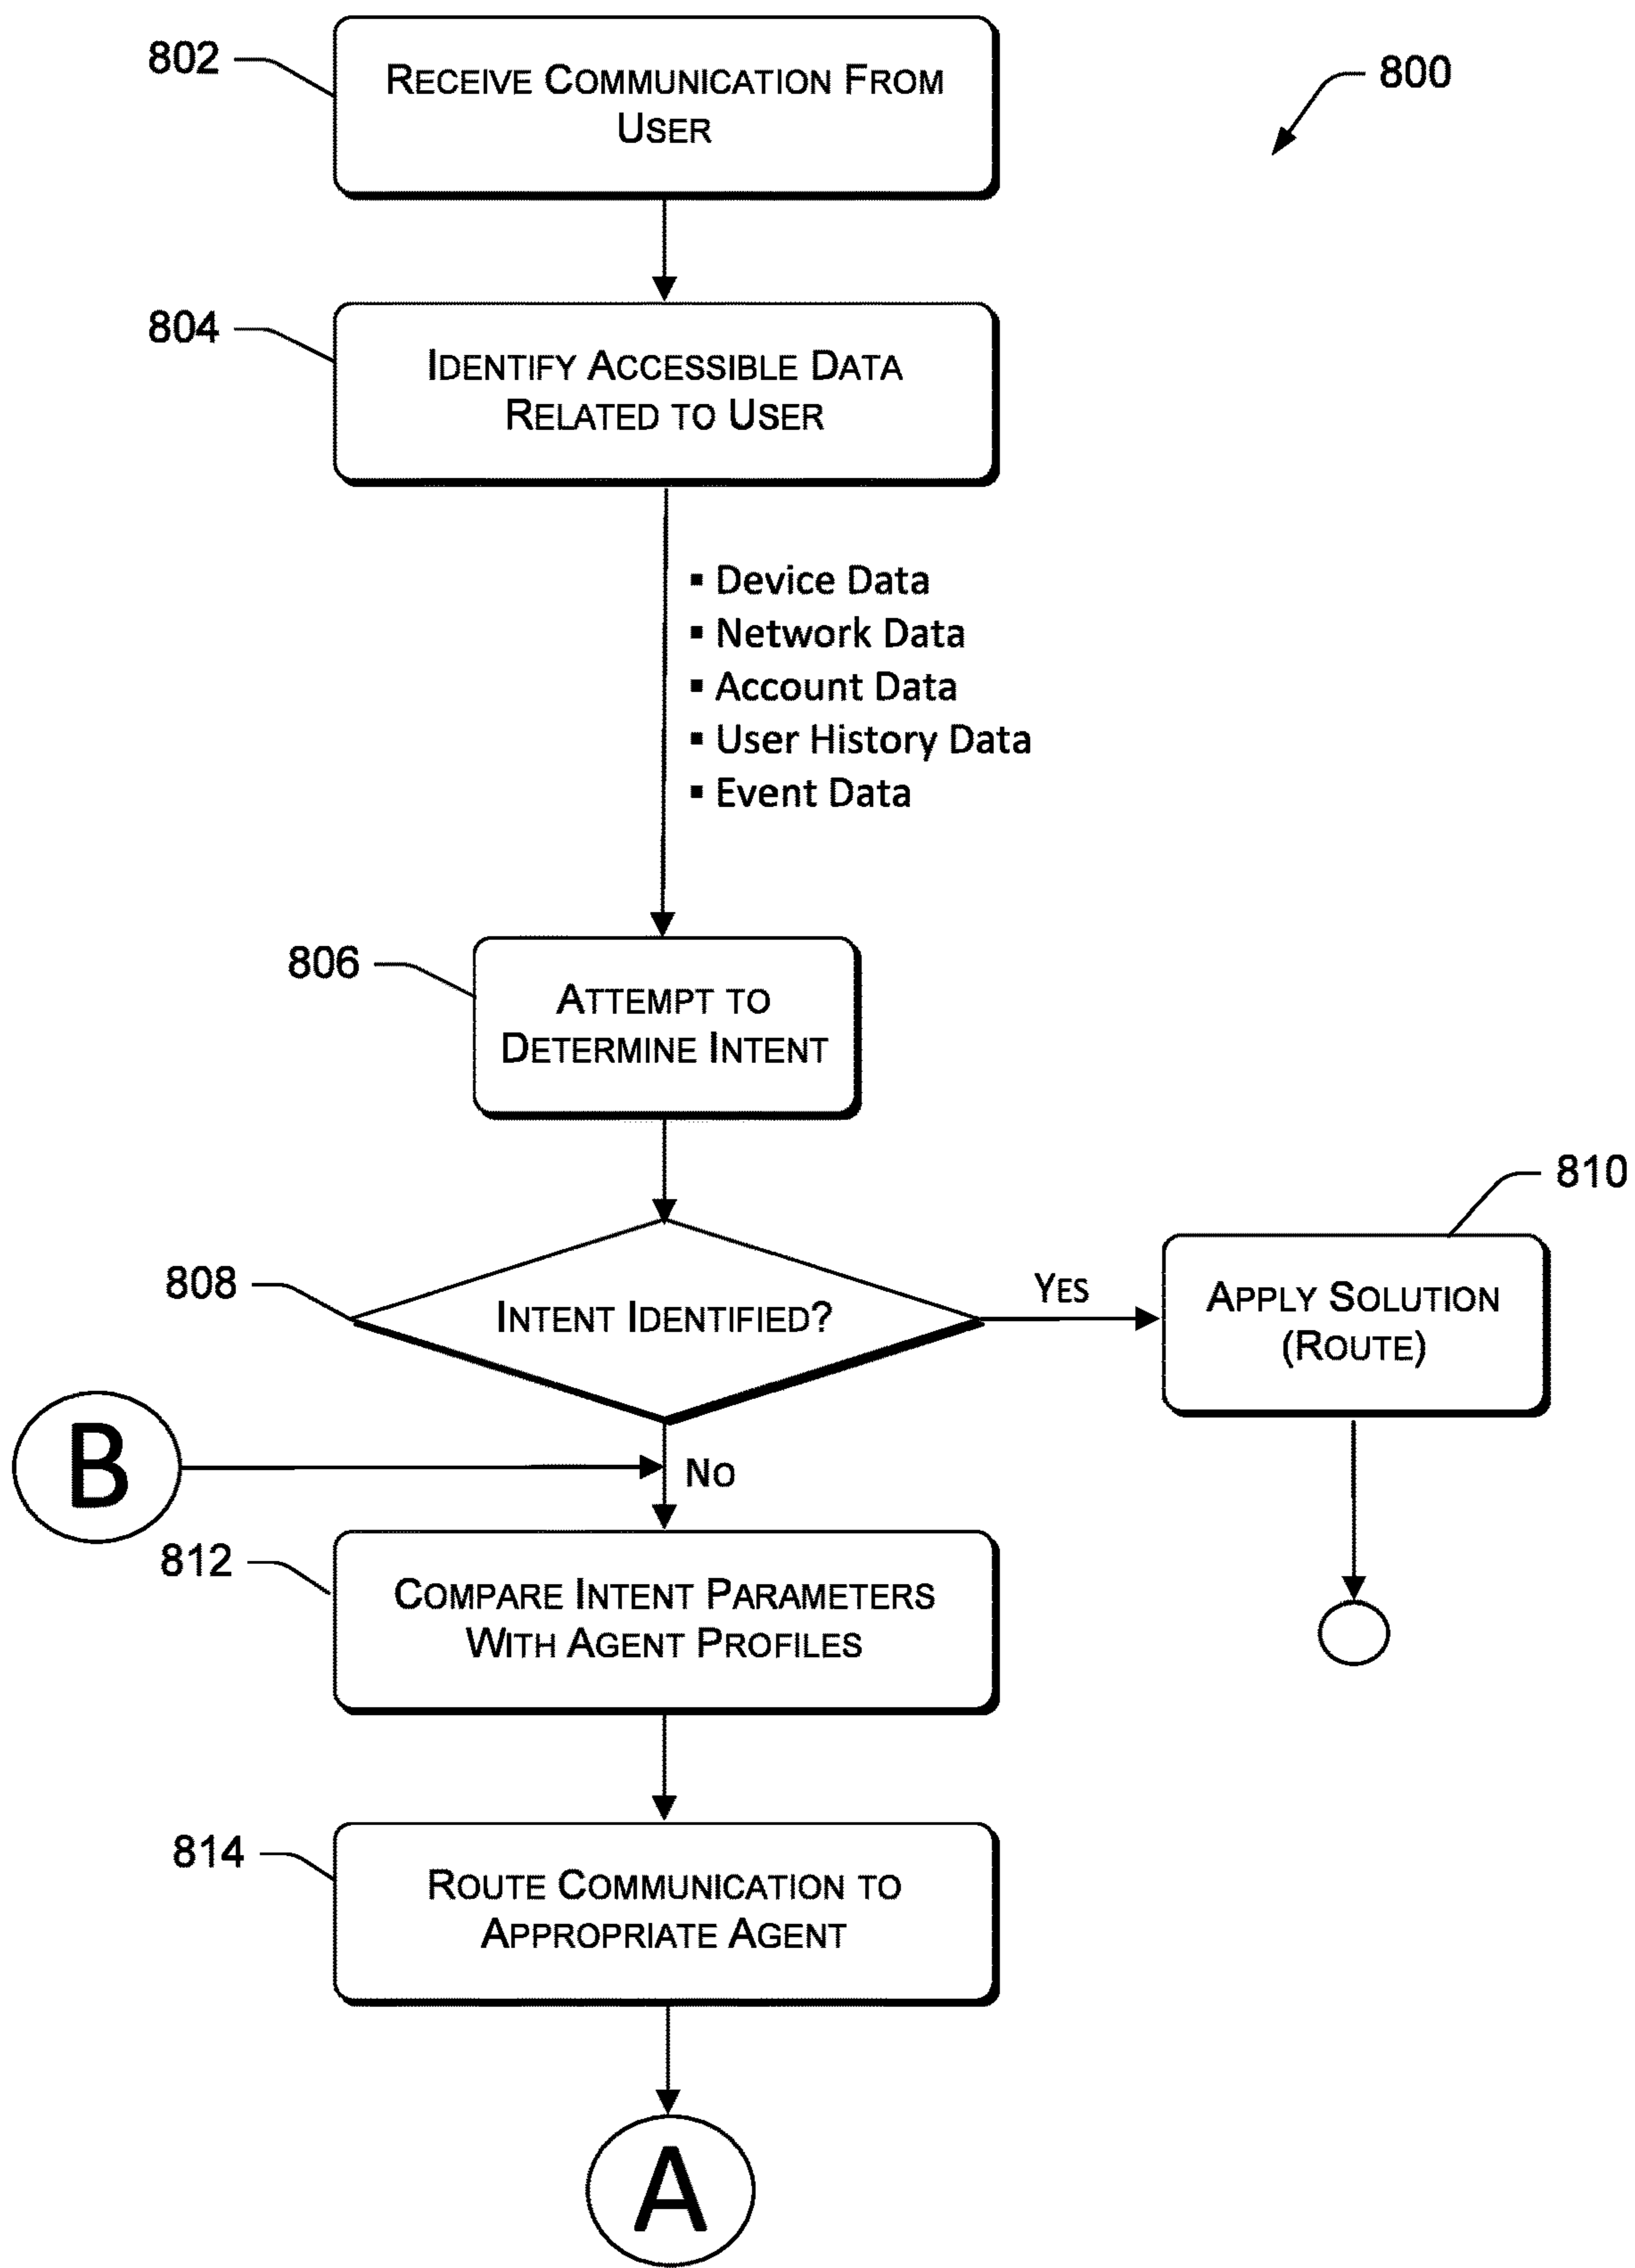 802
RECEIVE COMMUNICATION FROM
USER
800
804
IDENTIFY ACCESSIBLE DATA
RELATED TO USER
▪ Device Data
▪ Network Data
▪ Account Data
▪ User History Data
▪ Event Data
806
ATTEMPT TO
DETERMINE INTENT
808
INTENT IDENTIFIED?
YES
810
APPLY SOLUTION
(ROUTE)
B
NO
812
COMPARE INTENT PARAMETERS
WITH AGENT PROFILES
814
ROUTE COMMUNICATION TO
APPROPRIATE AGENT
A